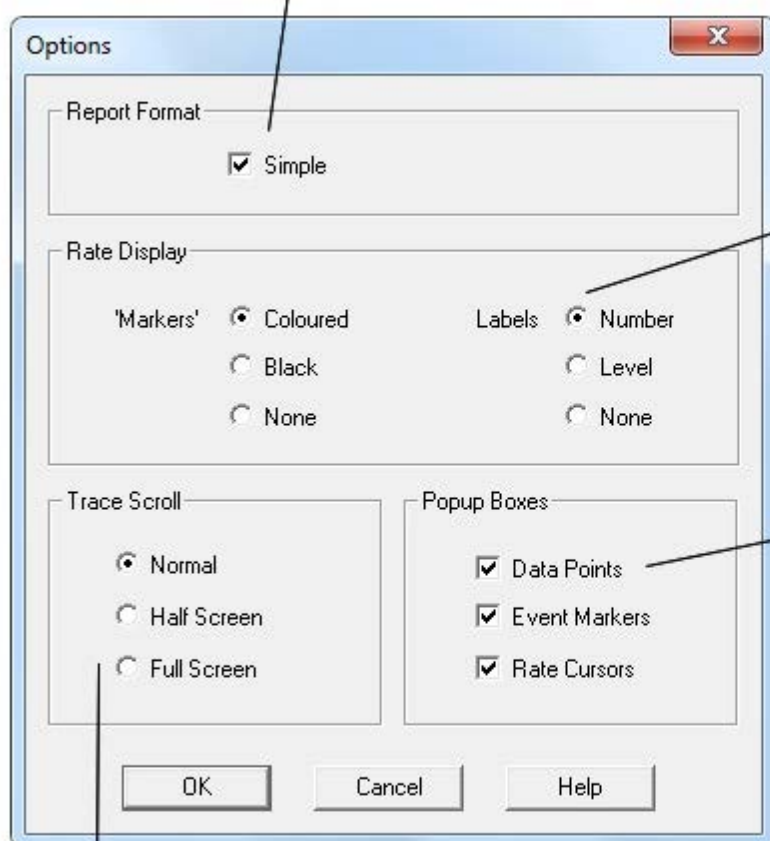 Options
Report Format
Simple
Rate Display
'Markers' Coloured Labels Number
Black Level
None None
Trace Scroll Popup Boxes
Normal Data Points
Half Screen Event Markers
Full Screen Rate Cursors
OK Cancel Help